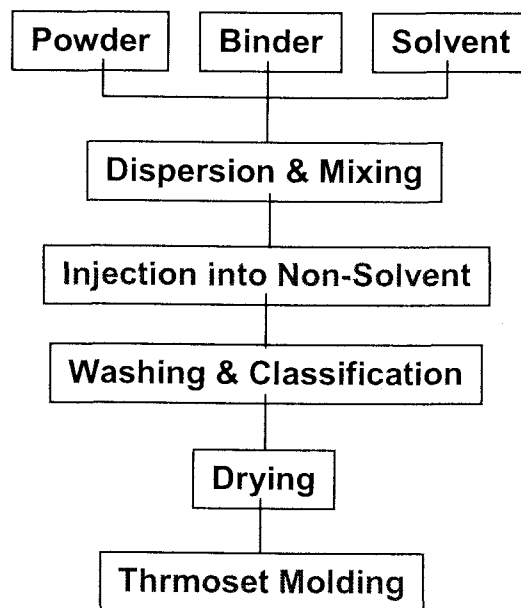 Powder
Binder
Solvent
Dispersion & Mixing
Injection into Non-Solvent
Washing & Classification
Drying
Thrmoset Molding